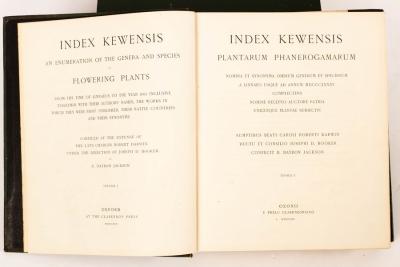 INDEX KEWENSIS
AN ENUMERATION OF THE GENERA AND SPECIES
OF
FLOWERING PLANTS
FROM THE TIME OF LINNAEUS TO THE YEAR 1885 INCLUSIVE
TOGETHER WITH THEIR AUTHORS' NAMES, THE WORKS IN
WHICH THEY WERE FIRST PUBLISHED, THEIR NATIVE COUNTRIES
AND THEIR SYNONYMS
COMPILED AT THE EXPENSE OF
THE LATE CHARLES ROBERT DARWIN
UNDER THE DIRECTION OF JOSEPH D. HOOKER
BY
B. DAYDON JACKSON
OXFORD
AT THE CLARENDON PRESS
INDEX KEWENSIS
PLANTARUM PHANEROGAMARUM
NOMINA ET SYNONYMA OMNIUM GENERUM ET SPECIERUM
A LINNAEO USQUE AD ANNUM MDCCCLXXXV
COMPLECTENS
NOMINE RECEPTO AUCTORE PATRIA
UNICUIQUE PLANTAE SUBJECTIS
SUMPTIBUS BEATI CAROLI ROBERTI DARWIN
DUCTU ET CONSILIO JOSEPHI D. HOOKER
CONFECIT B. DAYDON JACKSON
OXONII
E PRELO CLARENDONIANO